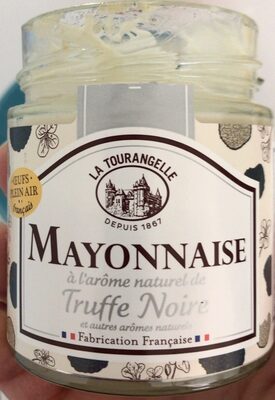 ŒUFS
PLEIN AIR
Français
LA TOURANGELLE
DEPUIS 1867
MAYONNAISE
à l'arôme naturel de
Truffe Noire
et autres arômes naturels
Fabrication Française